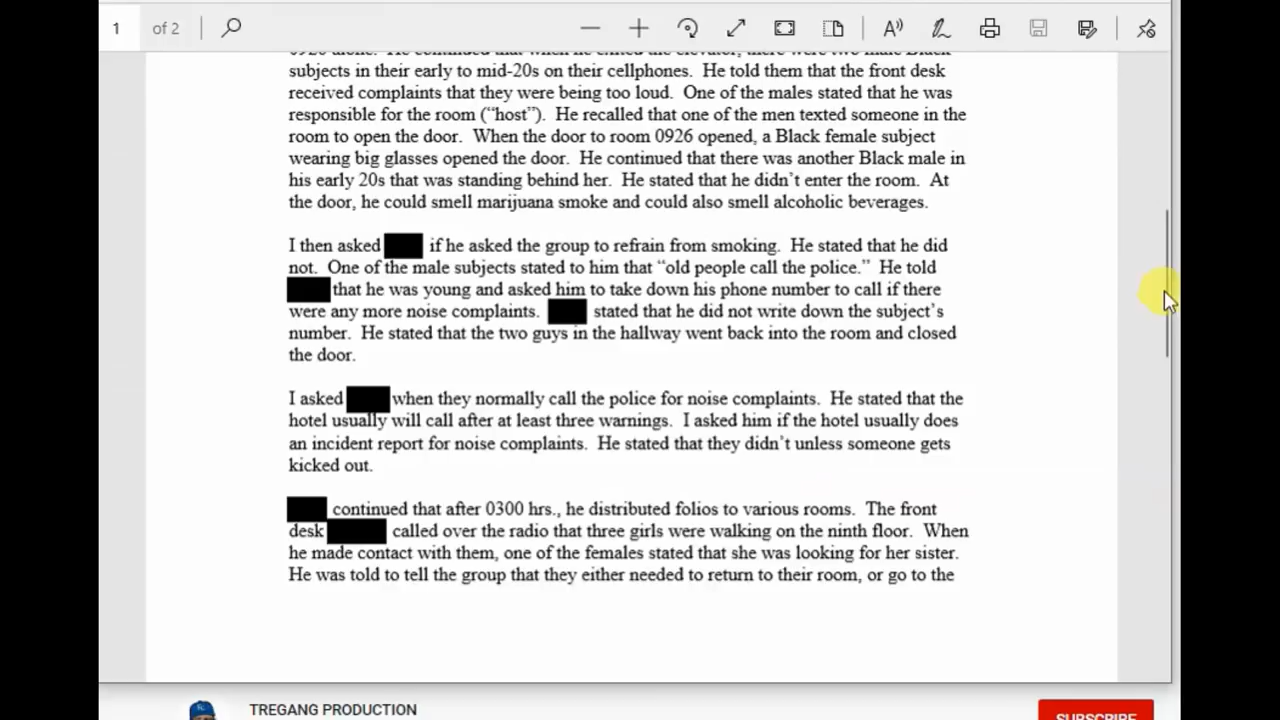 1 of 2
0926 alone. He continued that when he exited the elevator, there were two male Black
subjects in their early to mid-20s on their cellphones. He told them that the front desk
received complaints that they were being too loud. One of the males stated that he was
responsible for the room (“host”). He recalled that one of the men texted someone in the
room to open the door. When the door to room 0926 opened, a Black female subject
wearing big glasses opened the door. He continued that there was another Black male in
his early 20s that was standing behind her. He stated that he didn’t enter the room. At
the door, he could smell marijuana smoke and could also smell alcoholic beverages.
I then asked if he asked the group to refrain from smoking. He stated that he did
not. One of the male subjects stated to him that “old people call the police.” He told
that he was young and asked him to take down his phone number to call if there
were any more noise complaints. stated that he did not write down the subject’s
number. He stated that the two guys in the hallway went back into the room and closed
the door.
I asked when they normally call the police for noise complaints. He stated that the
hotel usually will call after at least three warnings. I asked him if the hotel usually does
an incident report for noise complaints. He stated that they didn’t unless someone gets
kicked out.
continued that after 0300 hrs., he distributed folios to various rooms. The front
desk called over the radio that three girls were walking on the ninth floor. When
he made contact with them, one of the females stated that she was looking for her sister.
He was told to tell the group that they either needed to return to their room, or go to the
TREGANG PRODUCTION
SUBSCRIBE